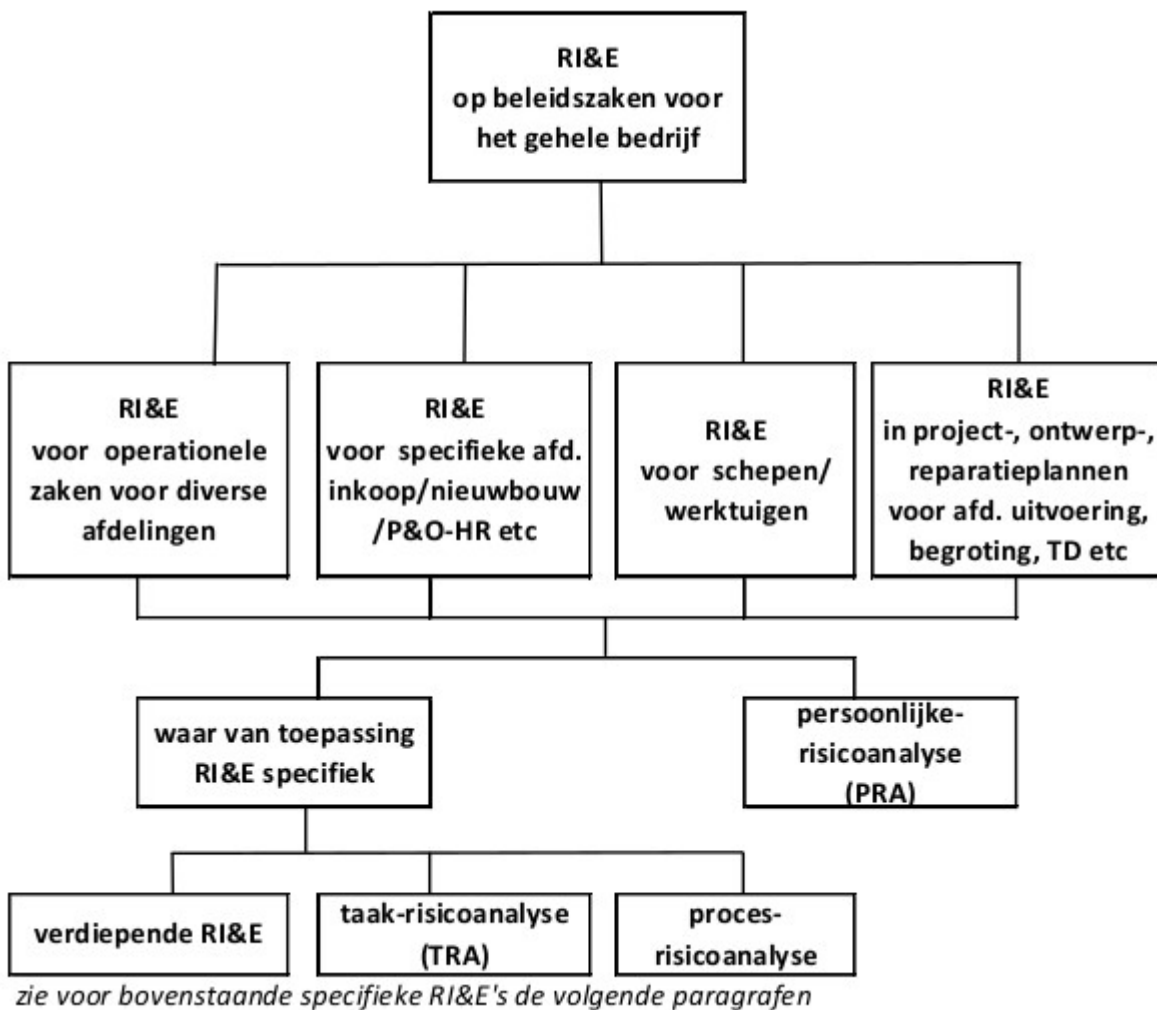 RI&E
op beleidszaken voor
het gehele bedrijf
RI&E
voor operationele
zaken voor diverse
afdelingen
RI&E
voor specifieke afd.
inkoop/nieuwbouw
/P&O-HR etc
RI&E
voor schepen/
werktuigen
RI&E
in project-, ontwerp-,
reparatieplannen
voor afd. uitvoering,
begroting, TD etc
waar van toepassing
RI&E specifiek
persoonlijke-
risicoanalyse
(PRA)
verdiepende RI&E
taak-risicoanalyse
(TRA)
proces-
risicoanalyse
zie voor bovenstaande specifieke RI&E's de volgende paragrafen